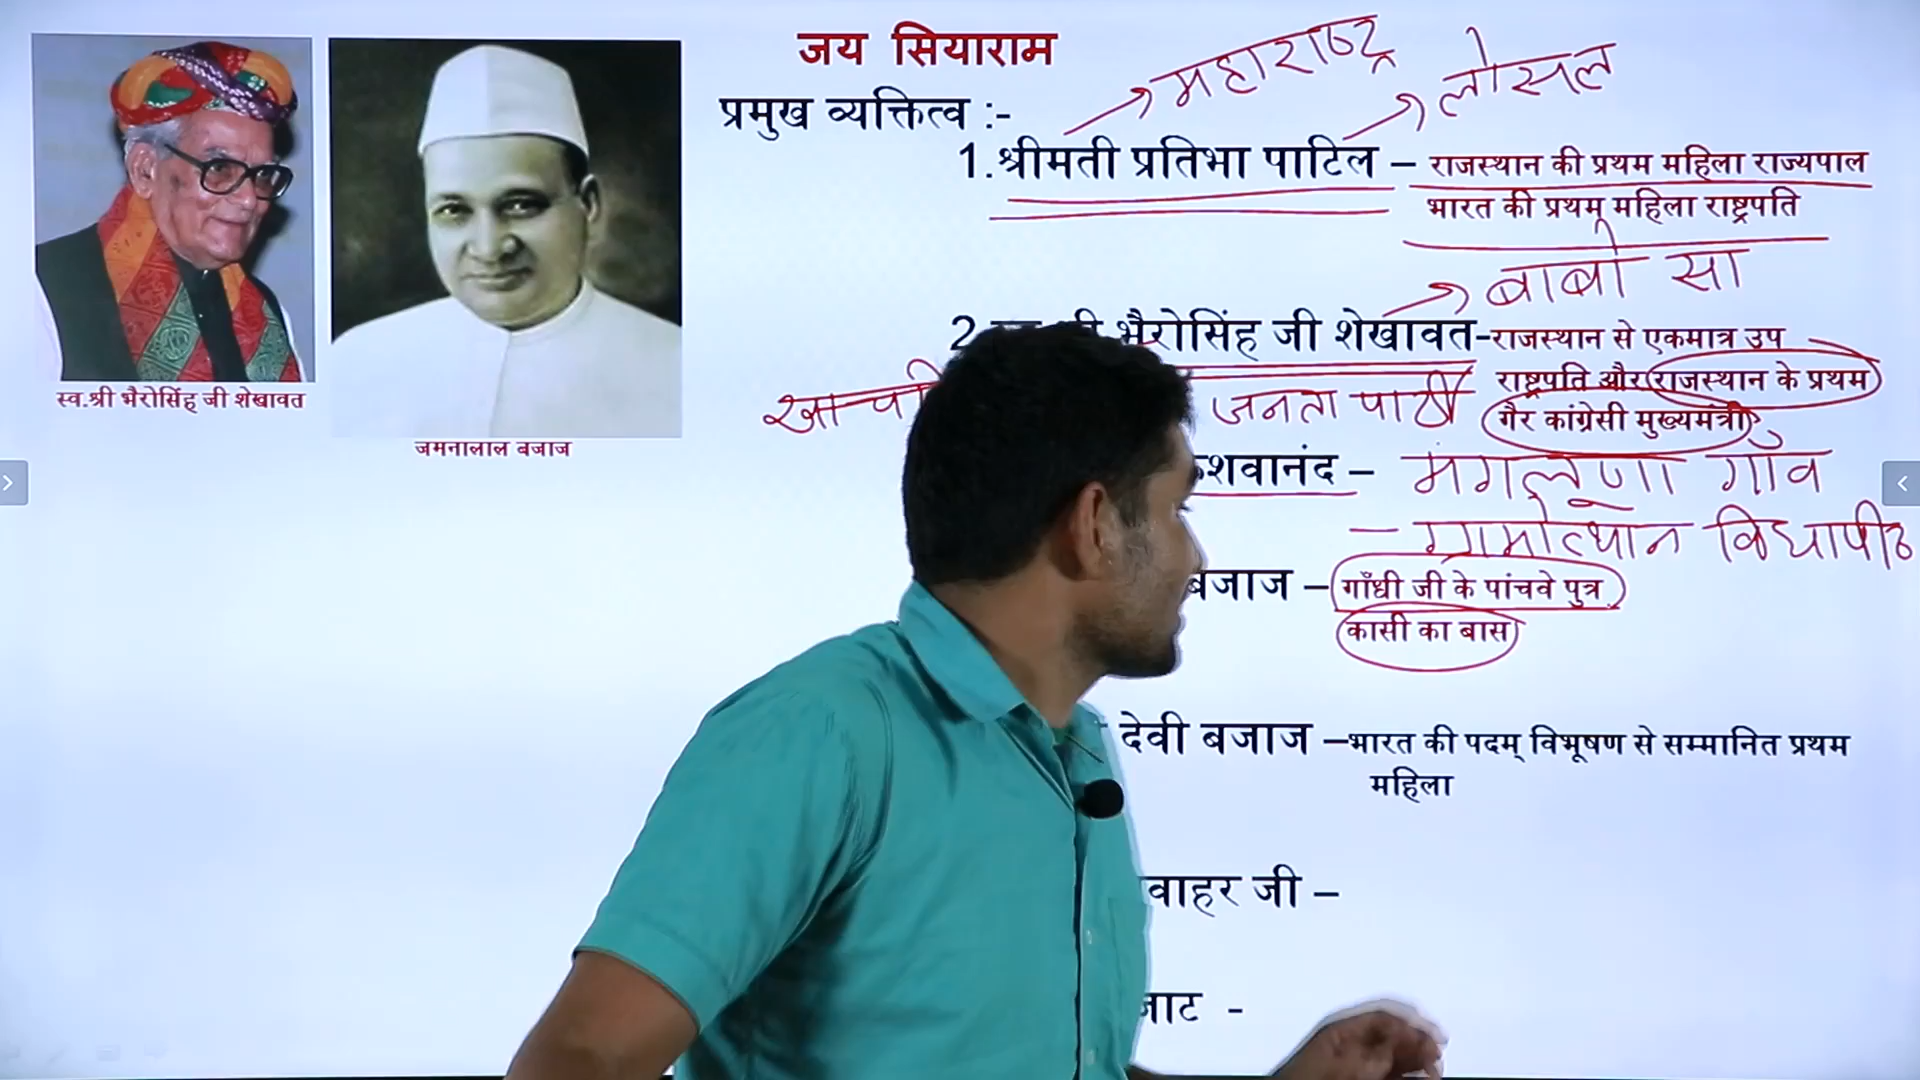 जय सियाराम
महाराष्ट्र
लोसल
प्रमुख व्यक्तित्व :-
1.श्रीमती प्रतिभा पाटिल – राजस्थान की प्रथम महिला राज्यपाल
भारत की प्रथम महिला राष्ट्रपति
बाबो सा
2 भैरोसिंह जी शेखावत-राजस्थान से एकमात्र उप
राष्ट्रपति और राजस्थान के प्रथम
गैर कांग्रेसी मुख्यमंत्री
जनता पार्टी
स्व.श्री भैरोसिंह जी शेखावत
जमनालाल बजाज
केशवानंद – मंगलूणा गाँव
– ग्रामोत्थान विद्यापीठ
बजाज – गाँधी जी के पांचवे पुत्र
कासी का बास
देवी बजाज –भारत की पदम् विभूषण से सम्मानित प्रथम
महिला
वाहर जी –
जाट -